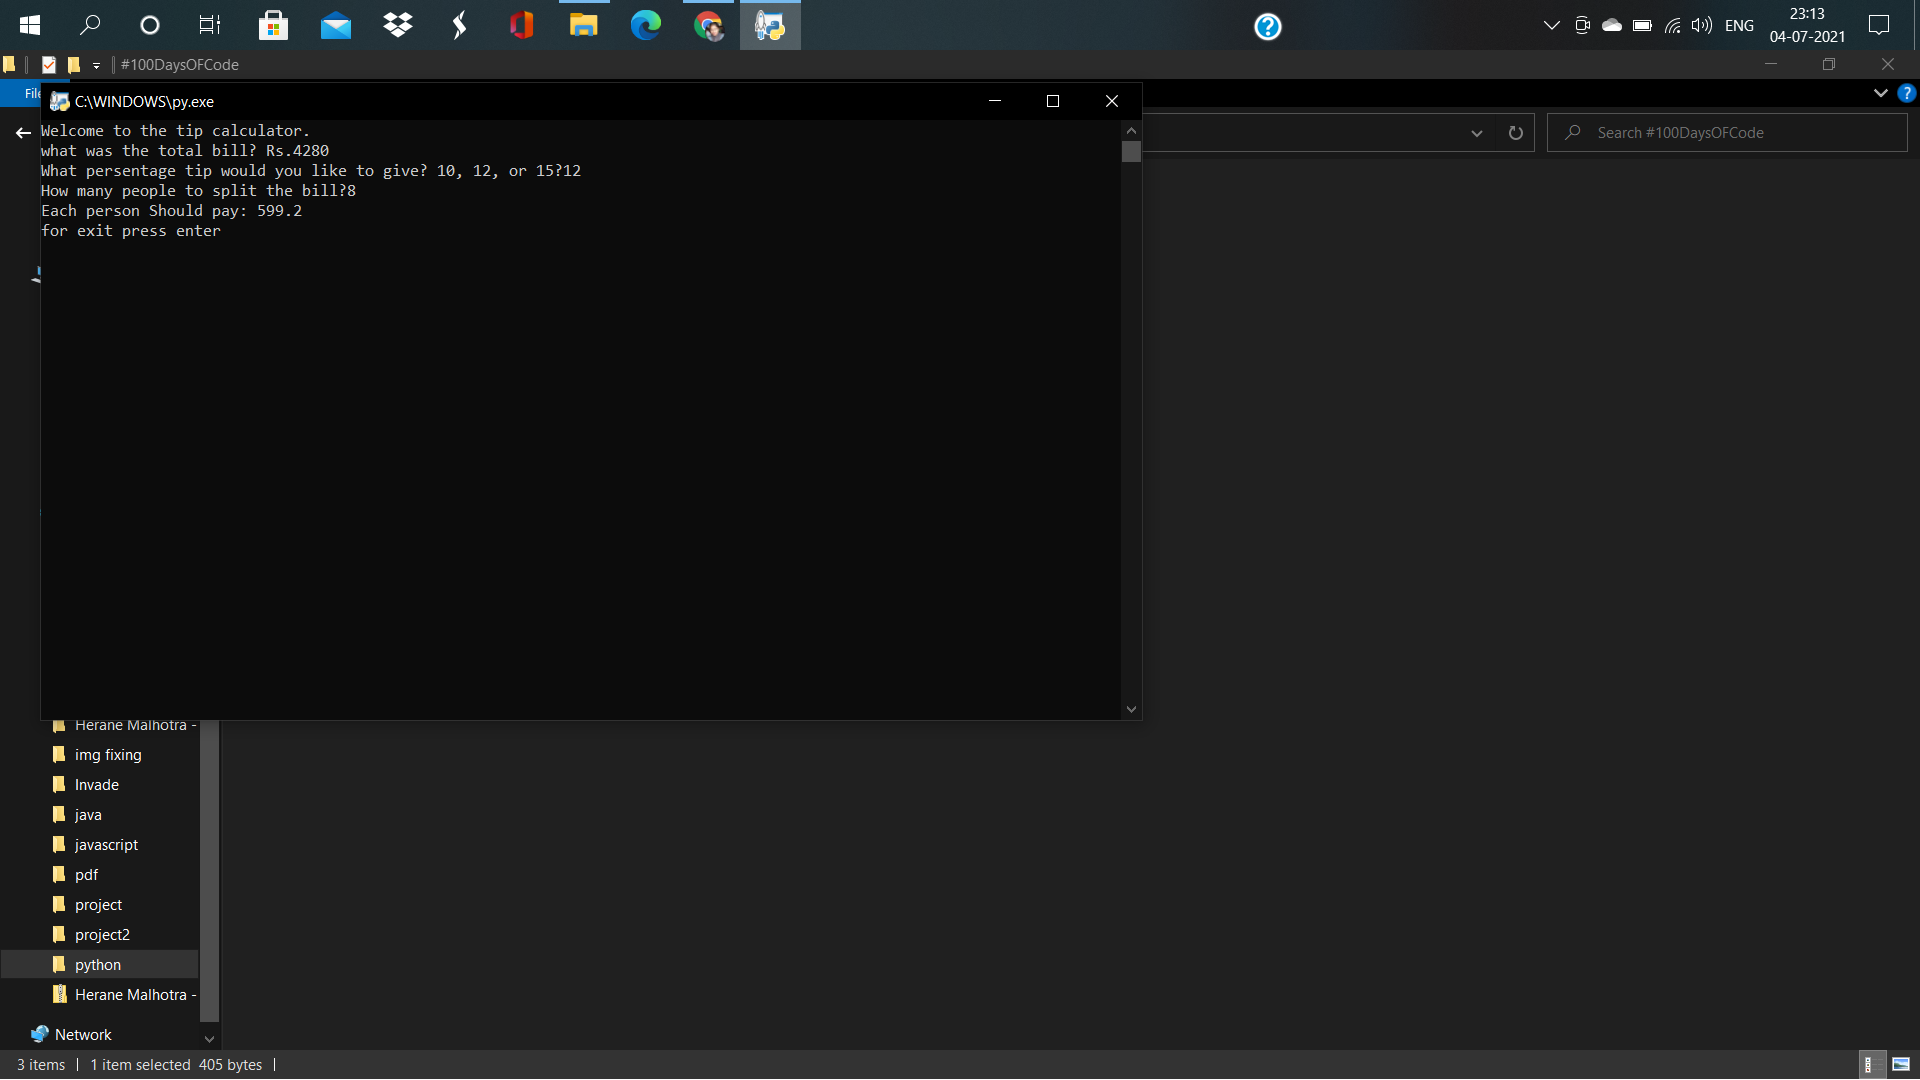 ENG
23:13
04-07-2021
#100DaysOFCode
File
C:\WINDOWS\py.exe
Welcome to the tip calculator.
what was the total bill? Rs.4280
What persentage tip would you like to give? 10, 12, or 15?12
How many people to split the bill?8
Each person Should pay: 599.2
for exit press enter
Search #100DaysOFCode
Herane Malhotra -
img fixing
Invade
java
javascript
pdf
project
project2
python
Herane Malhotra -
Network
3 items
1 item selected 405 bytes